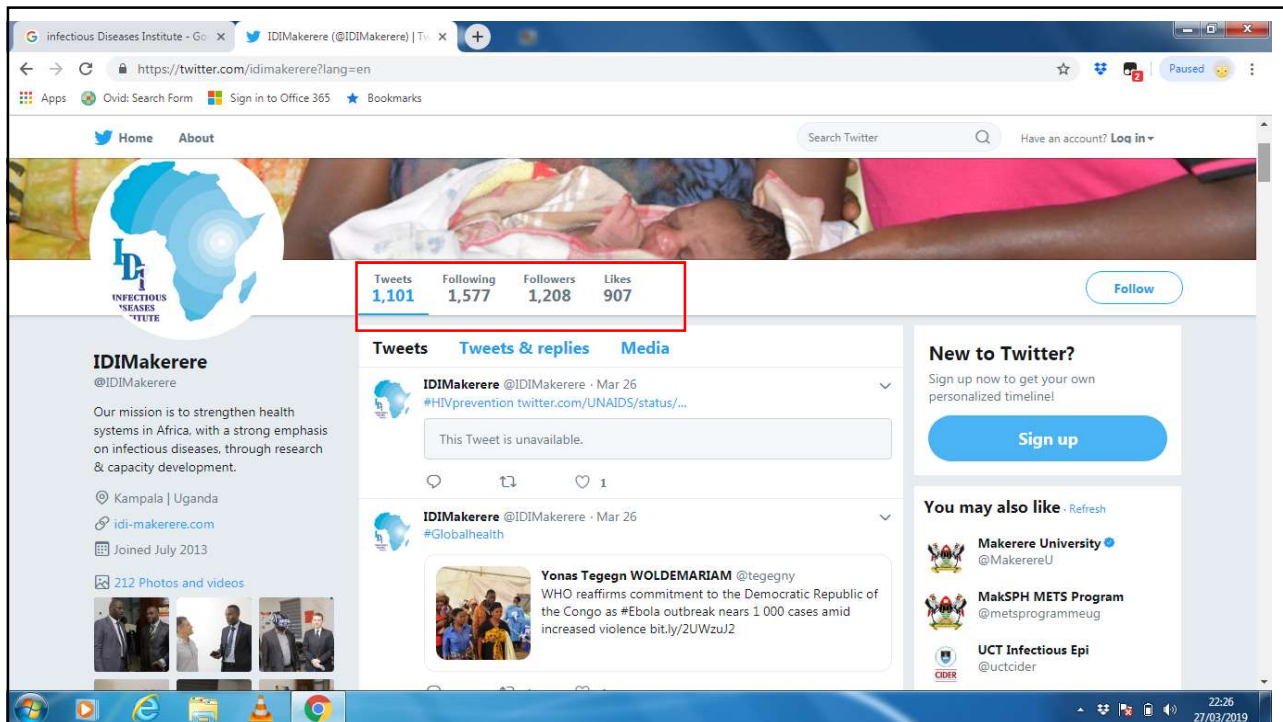 infectious Diseases Institute - Go
IDIMakerere (@IDIMakerere) | Tw
https://twitter.com/idimakerere?lang=en
2
Paused
Apps
Ovid: Search Form
Sign in to Office 365
Bookmarks
Home
About
Search Twitter
Have an account? Log in
IDI
INFECTIOUS
Tweets
Following
Followers
Likes
1,101
1,577
1,208
907
Follow
IDIMakerere
@IDIMakerere
Our mission is to strengthen health
systems in Africa, with a strong emphasis
on infectious diseases, through research
& capacity development.
Kampala | Uganda
idi-makerere.com
Joined July 2013
212 Photos and videos
Tweets
Tweets & replies
Media
IDIMakerere @IDIMakerere · Mar 26
#HIVprevention twitter.com/UNAIDS/status/...
This Tweet is unavailable.
1
IDIMakerere @IDIMakerere · Mar 26
#Globalhealth
Yonas Tegegn WOLDEMARIAM @tegegny
WHO reaffirms commitment to the Democratic Republic of
the Congo as #Ebola outbreak nears 1 000 cases amid
increased violence bit.ly/2UWzuJ2
New to Twitter?
Sign up now to get your own
personalized timeline!
Sign up
You may also like · Refresh
Makerere University
@MakerereU
MakSPH METS Program
@metsprogrammeug
UCT Infectious Epi
@uctcider
CIDER
22:26
27/03/2019